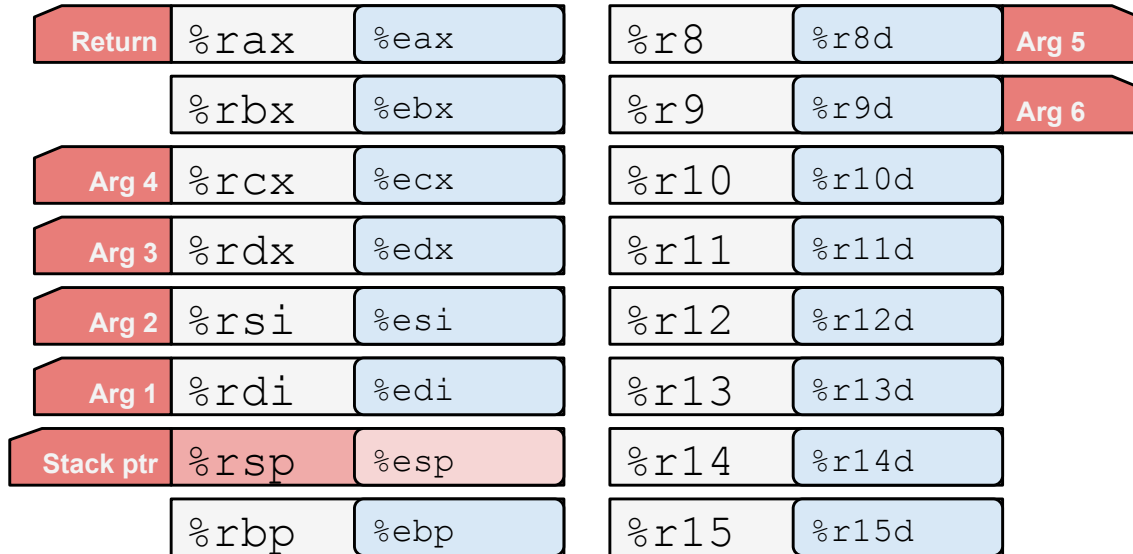 Return %rax %eax %r8 %r8d Arg 5
%rbx %ebx %r9 %r9d Arg 6
Arg 4 %rcx %ecx %r10 %r10d
Arg 3 %rdx %edx %r11 %r11d
Arg 2 %rsi %esi %r12 %r12d
Arg 1 %rdi %edi %r13 %r13d
Stack ptr %rsp %esp %r14 %r14d
%rbp %ebp %r15 %r15d